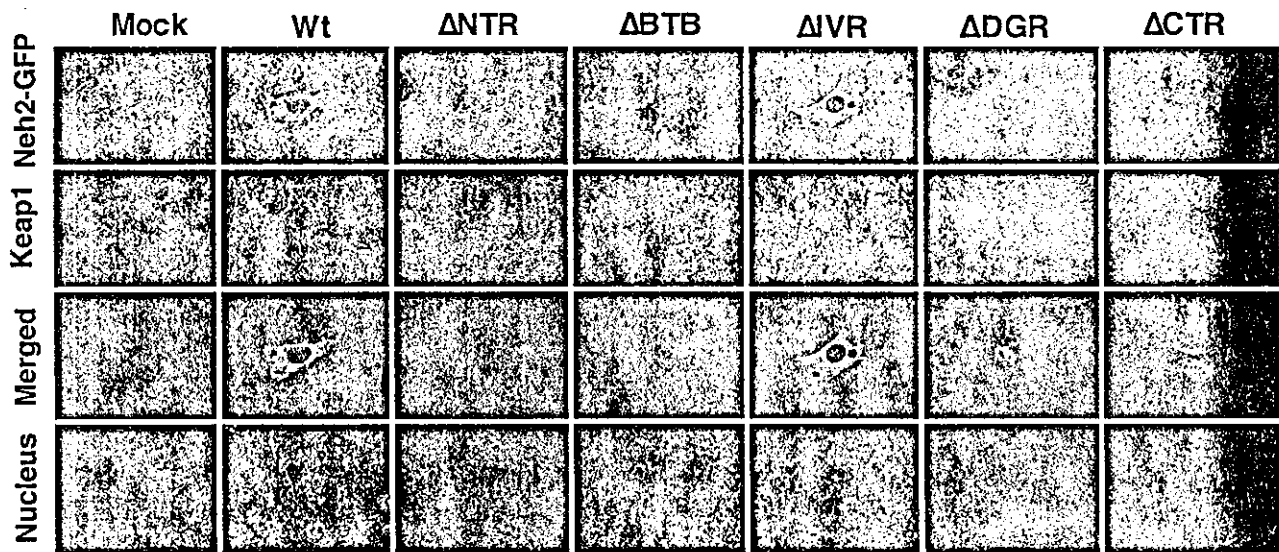 Mock Wt ΔNTR ΔBTB ΔIVR ΔDGR ΔCTR
Neh2-GFP
Keap1
Merged
Nucleus